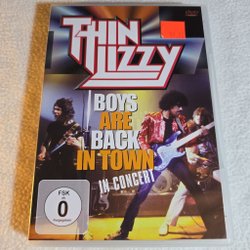 THIN
LIZZY
BOYS
ARE
BACK
IN TOWN
IN CONCERT
FSK
0